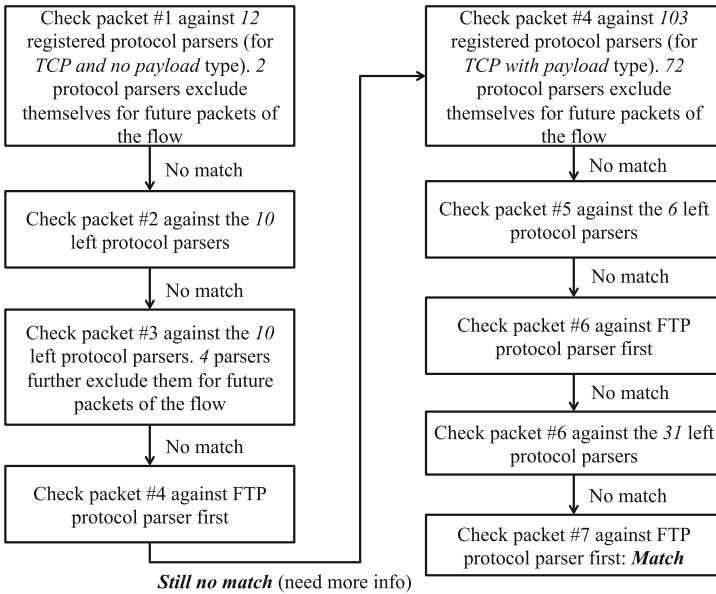 Check packet #1 against 12
registered protocol parsers (for
TCP and no payload type). 2
protocol parsers exclude
themselves for future packets of
the flow
No match
Check packet #2 against the 10
left protocol parsers
No match
Check packet #3 against the 10
left protocol parsers. 4 parsers
further exclude them for future
packets of the flow
No match
Check packet #4 against FTP
protocol parser first
Still no match (need more info)
Check packet #4 against 103
registered protocol parsers (for
TCP with payload type). 72
protocol parsers exclude
themselves for future packets of
the flow
No match
Check packet #5 against the 6 left
protocol parsers
No match
Check packet #6 against FTP
protocol parser first
No match
Check packet #6 against the 31 left
protocol parsers
No match
Check packet #7 against FTP
protocol parser first: Match